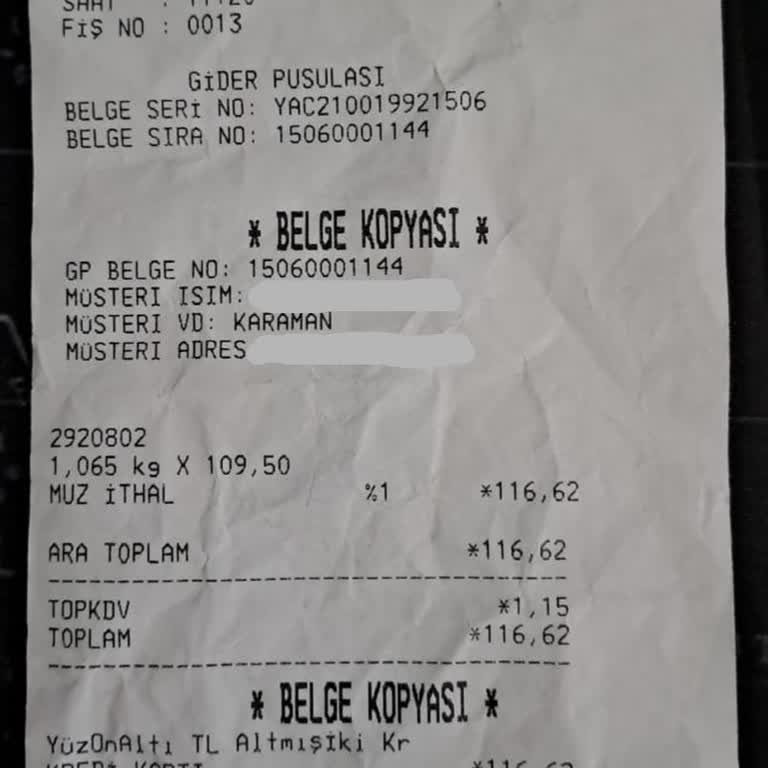 FİŞ NO : 0013
GİDER PUSULASI
BELGE SERİ NO: YAC210019921506
BELGE SIRA NO: 15060001144
* BELGE KOPYASI *
GP BELGE NO: 15060001144
MÜSTERI ISIM:
MÜSTERI VD: KARAMAN
MÜSTERI ADRES
2920802
1,065 kg X 109,50
MUZ İTHAL %1 *116,62
ARA TOPLAM *116,62
TOPKDV *1,15
TOPLAM *116,62
* BELGE KOPYASI *
YüzOnAltı TL Altmışİki Kr